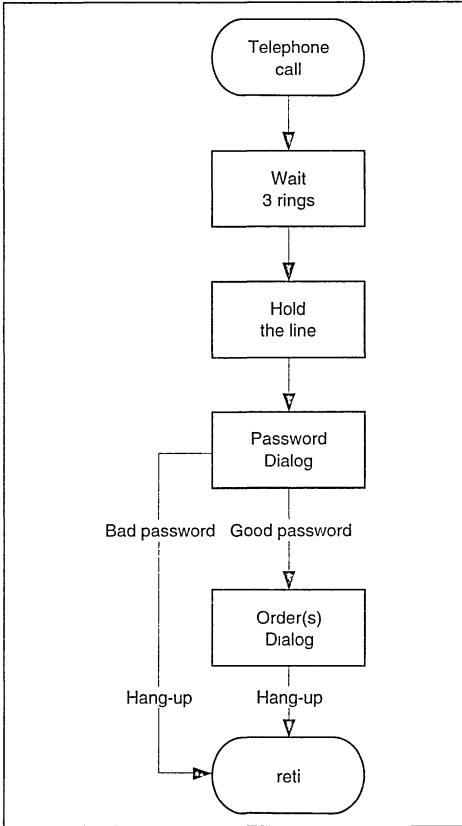 Telephone
call
Wait
3 rings
Hold
the line
Password
Dialog
Bad password
Good password
Order(s)
Dialog
Hang-up
Hang-up
reti